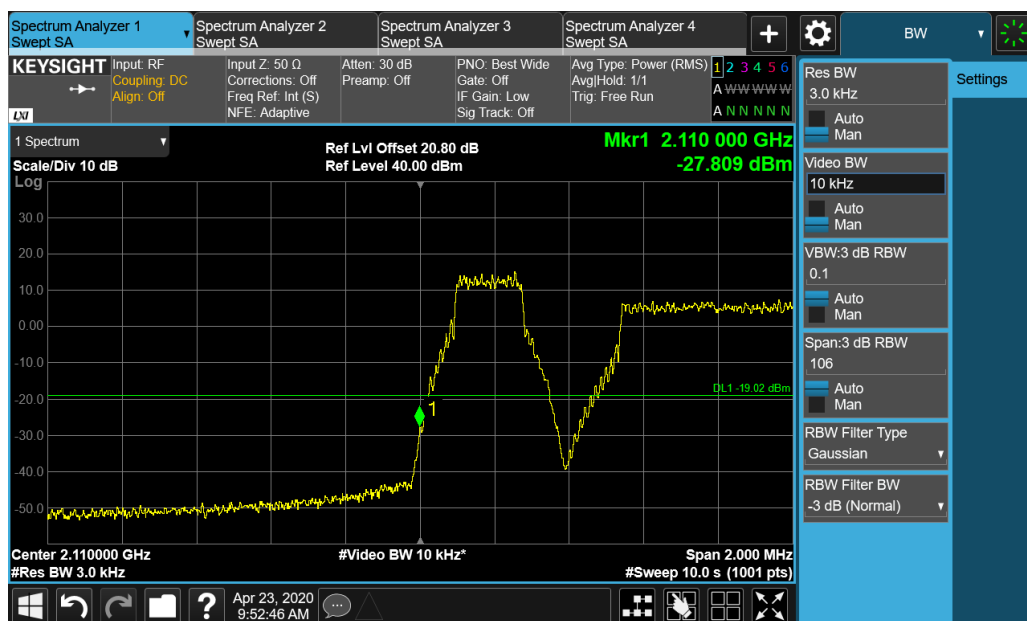 Spectrum Analyzer 1
Swept SA
Spectrum Analyzer 2
Swept SA
Spectrum Analyzer 3
Swept SA
Spectrum Analyzer 4
Swept SA
+
BW
KEYSIGHT
LXI
Input: RF
Coupling: DC
Align: Off
Input Z: 50 Ω
Corrections: Off
Freq Ref: Int (S)
NFE: Adaptive
Atten: 30 dB
Preamp: Off
PNO: Best Wide
Gate: Off
IF Gain: Low
Sig Track: Off
Avg Type: Power (RMS)
Avg|Hold: 1/1
Trig: Free Run
1 2 3 4 5 6
A W W W W W
A N N N N N
1 Spectrum
Scale/Div 10 dB
Log
Ref Lvl Offset 20.80 dB
Ref Level 40.00 dBm
Mkr1 2.110 000 GHz
-27.809 dBm
30.0
20.0
10.0
0.00
-10.0
-20.0
-30.0
-40.0
-50.0
DL1 -19.02 dBm
1
Center 2.110000 GHz
#Res BW 3.0 kHz
#Video BW 10 kHz*
Span 2.000 MHz
#Sweep 10.0 s (1001 pts)
Res BW
3.0 kHz
Auto
Man
Video BW
10 kHz
Auto
Man
VBW:3 dB RBW
0.1
Auto
Man
Span:3 dB RBW
106
Auto
Man
RBW Filter Type
Gaussian
RBW Filter BW
-3 dB (Normal)
Settings
?
Apr 23, 2020
9:52:46 AM